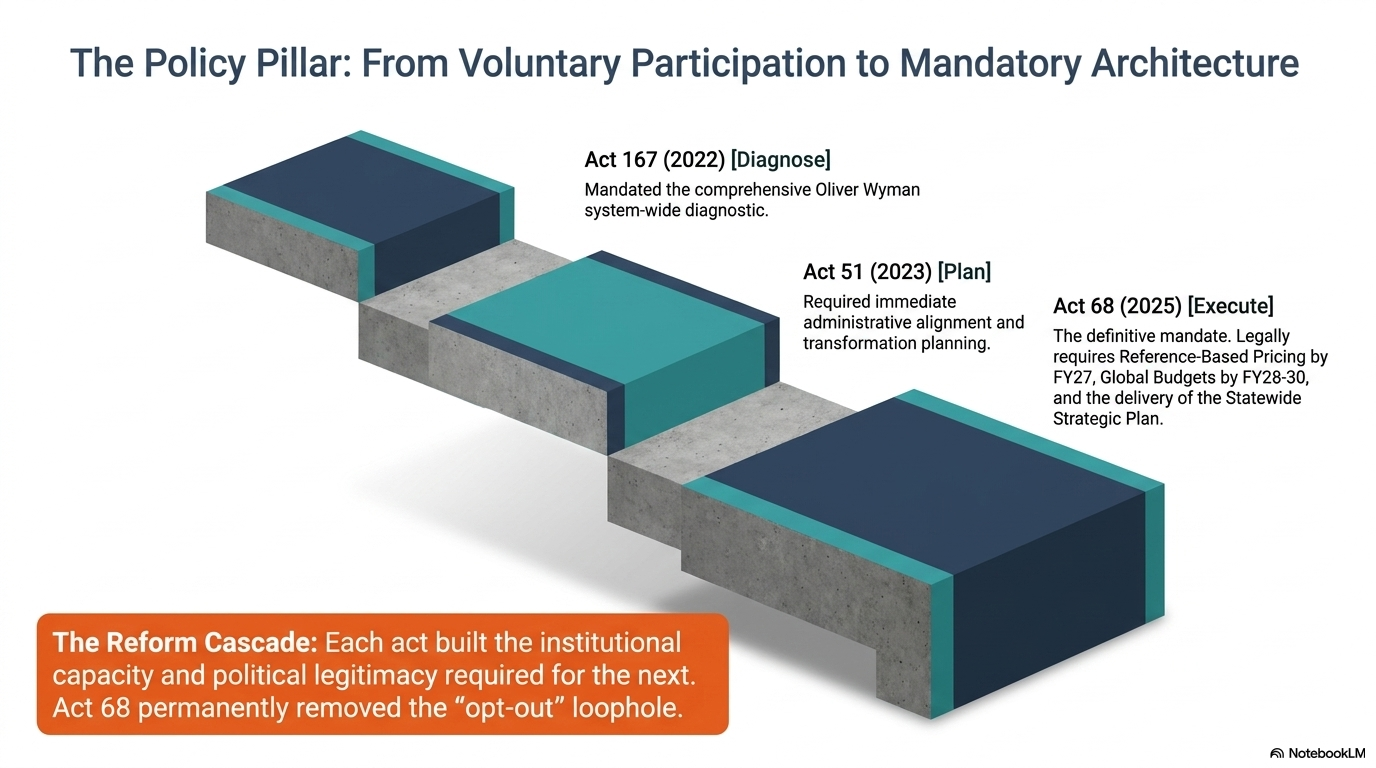 The Policy Pillar: From Voluntary Participation to Mandatory Architecture
Act 167 (2022) [Diagnose]
Mandated the comprehensive Oliver Wyman
system-wide diagnostic.
Act 51 (2023) [Plan]
Required immediate
administrative alignment and
transformation planning.
Act 68 (2025) [Execute]
The definitive mandate. Legally
requires Reference-Based Pricing by
FY27, Global Budgets by FY28-30,
and the delivery of the Statewide
Strategic Plan.
The Reform Cascade: Each act built the institutional
capacity and political legitimacy required for the next.
Act 68 permanently removed the “opt-out” loophole.
NotebookLM